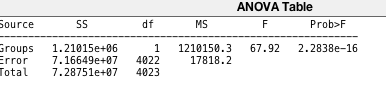 ANOVA Table
Source SS df MS F Prob>F
Groups 1.21015e+06 1 1210150.3 67.92 2.2838e-16
Error 7.16649e+07 4022 17818.2
Total 7.28751e+07 4023